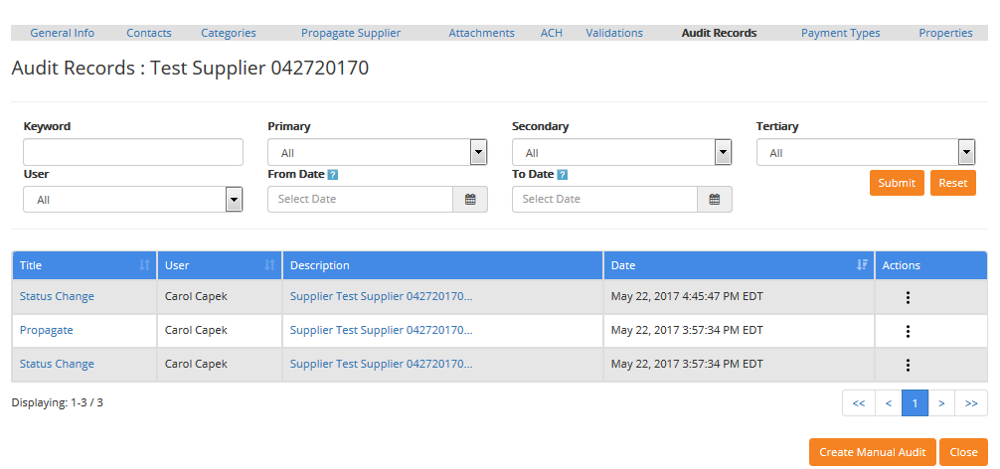 General Info Contacts Categories Propagate Supplier Attachments ACH Validations Audit Records Payment Types Properties
Audit Records : Test Supplier 042720170
Keyword Primary Secondary Tertiary
All All All
User From Date ? To Date ?
All Select Date Select Date Submit Reset
Title User Description Date Actions
Status Change Carol Capek Supplier Test Supplier 042720170... May 22, 2017 4:45:47 PM EDT
Propagate Carol Capek Supplier Test Supplier 042720170... May 22, 2017 3:57:34 PM EDT
Status Change Carol Capek Supplier Test Supplier 042720170... May 22, 2017 3:57:34 PM EDT
Displaying: 1-3 / 3 << < 1 > >>
Create Manual Audit Close